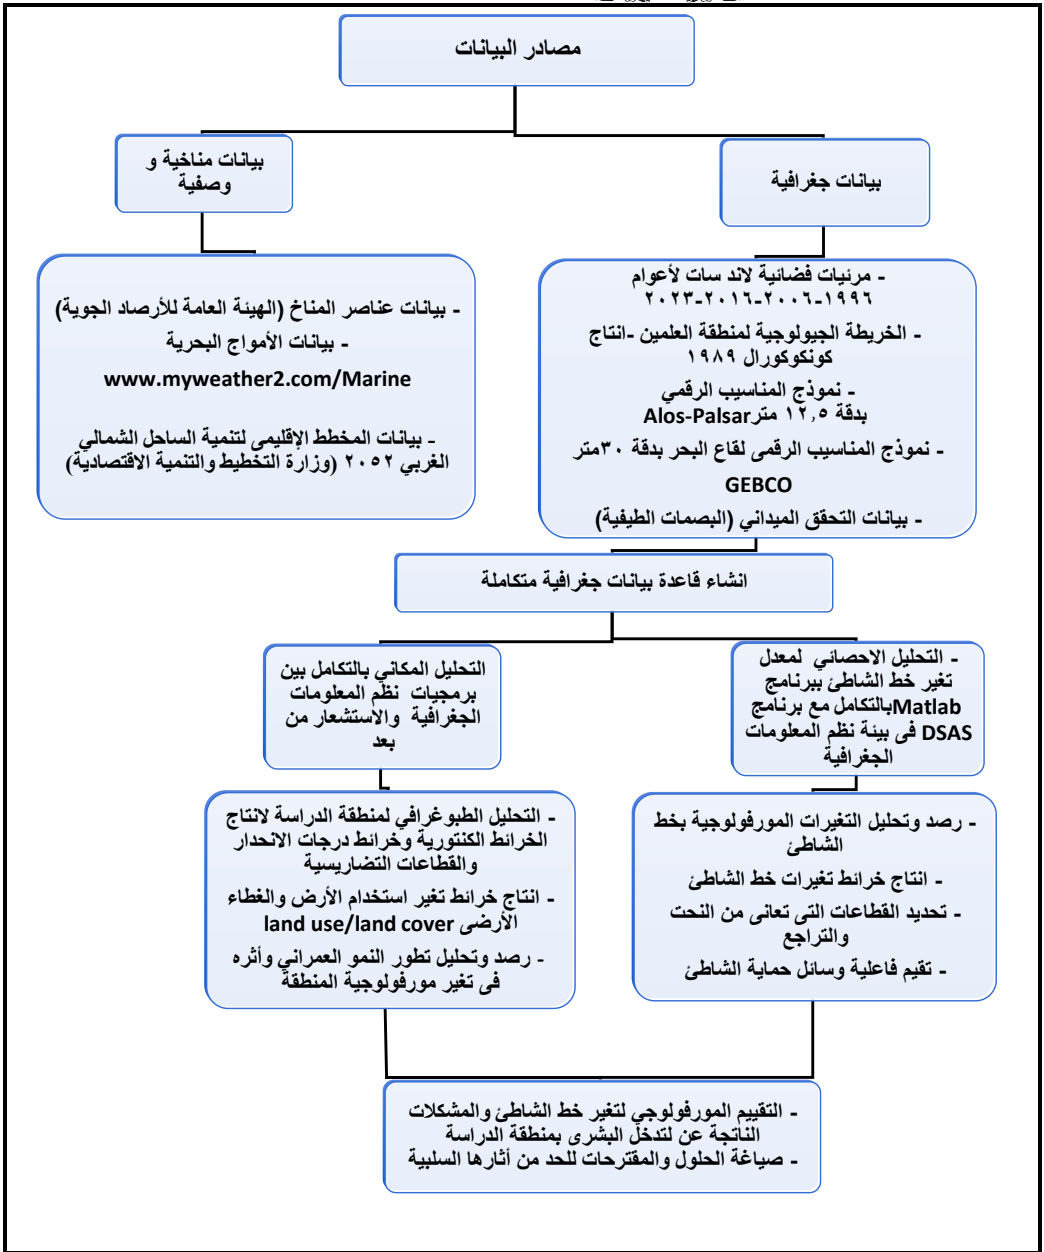 مصادر البيانات
بيانات جغرافية
بيانات مناخية و
وصفية
- مرئيات فضائية لاند سات لأعوام
١٩٩٦-٢٠٠٦-٢٠١٦-٢٠٢٣
- الخريطة الجيولوجية لمنطقة العلمين -انتاج
كونكوكورال ١٩٨٩
- نموذج المناسيب الرقمي
بدقة ١٢,٥ مترAlos-Palsar
- نموذج المناسيب الرقمى لقاع البحر بدقة ٣٠متر
GEBCO
- بيانات التحقق الميداني (البصمات الطيفية)
- بيانات عناصر المناخ (الهيئة العامة للأرصاد الجوية)
- بيانات الأمواج البحرية
www.myweather2.com/Marine
- بيانات المخطط الإقليمى لتنمية الساحل الشمالي
الغربي ٢٠٥٢ (وزارة التخطيط والتنمية الاقتصادية)
انشاء قاعدة بيانات جغرافية متكاملة
- التحليل الاحصائي لمعدل
تغير خط الشاطئ ببرنامج
Matlabبالتكامل مع برنامج
DSAS فى بيئة نظم المعلومات
الجغرافية
التحليل المكاني بالتكامل بين
برمجيات نظم المعلومات
الجغرافية والاستشعار من
بعد
- رصد وتحليل التغيرات المورفولوجية بخط
الشاطئ
- انتاج خرائط تغيرات خط الشاطئ
- تحديد القطاعات التى تعانى من النحت
والتراجع
- تقيم فاعلية وسائل حماية الشاطئ
- التحليل الطبوغرافي لمنطقة الدراسة لانتاج
الخرائط الكنتورية وخرائط درجات الانحدار
والقطاعات التضاريسية
- انتاج خرائط تغير استخدام الأرض والغطاء
الأرضى land use/land cover
- رصد وتحليل تطور النمو العمراني وأثره
فى تغير مورفولوجية المنطقة
- التقييم المورفولوجي لتغير خط الشاطئ والمشكلات
الناتجة عن لتدخل البشرى بمنطقة الدراسة
- صياغة الحلول والمقترحات للحد من أثارها السلبية